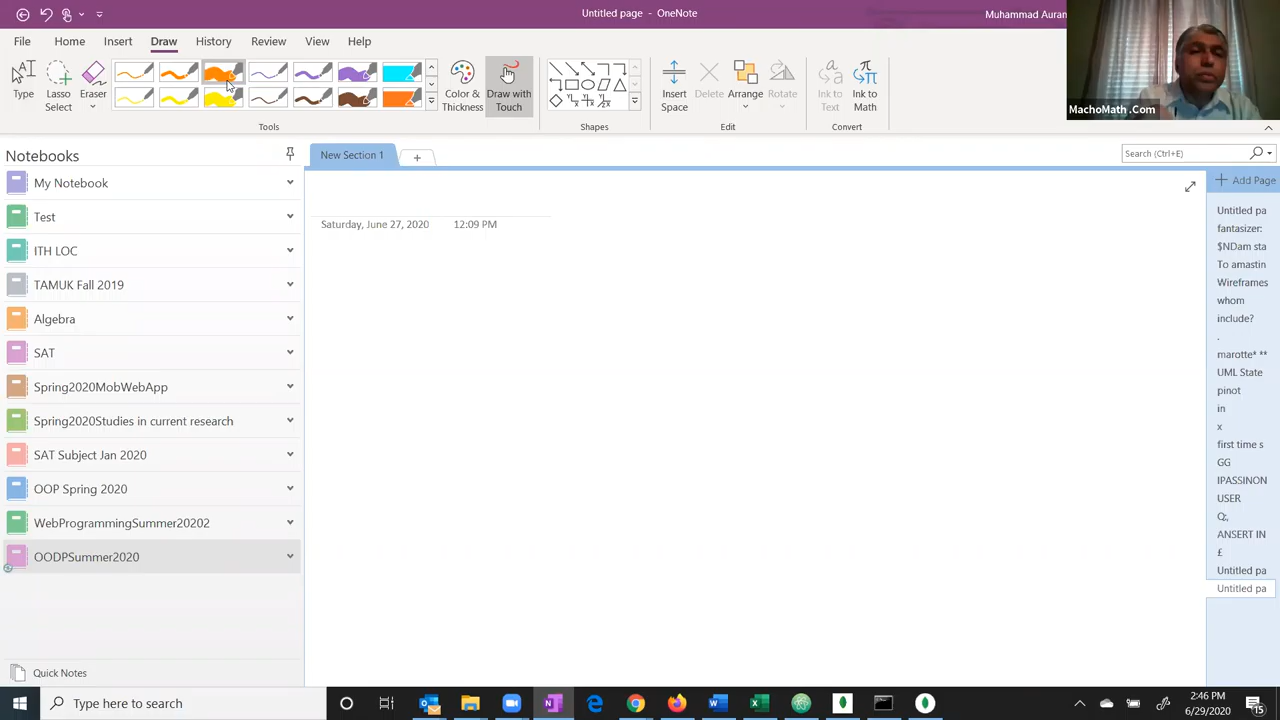 Untitled page - OneNote
Muhammad Auran
File Home Insert Draw History Review View Help
Type
Lasso Select
Eraser
Color & Thickness
Draw with Touch
Insert Space
Delete
Arrange
Rotate
Ink to Text
Ink to Math
Tools
Shapes
Edit
Convert
MachoMath .Com
Notebooks
My Notebook
Test
ITH LOC
TAMUK Fall 2019
Algebra
SAT
Spring2020MobWebApp
Spring2020Studies in current research
SAT Subject Jan 2020
OOP Spring 2020
WebProgrammingSummer20202
OODPSummer2020
Quick Notes
New Section 1
Search (Ctrl+E)
Saturday, June 27, 2020 12:09 PM
Add Page
Untitled pa
fantasizer:
$NDam sta
To amastin
Wireframes
whom
include?
.
marotte* **
UML State
pinot
in
x
first time s
GG
IPASSINON
USER
Q;,
ANSERT IN
£
Untitled pa
Untitled pa
Type here to search
2:46 PM
6/29/2020
15